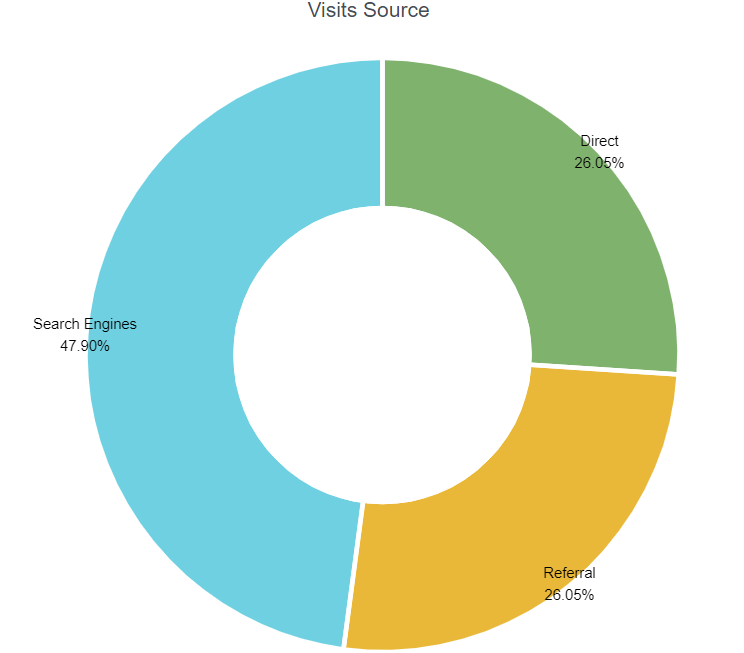 Visits Source
Direct
26.05%
Search Engines
47.90%
Referral
26.05%